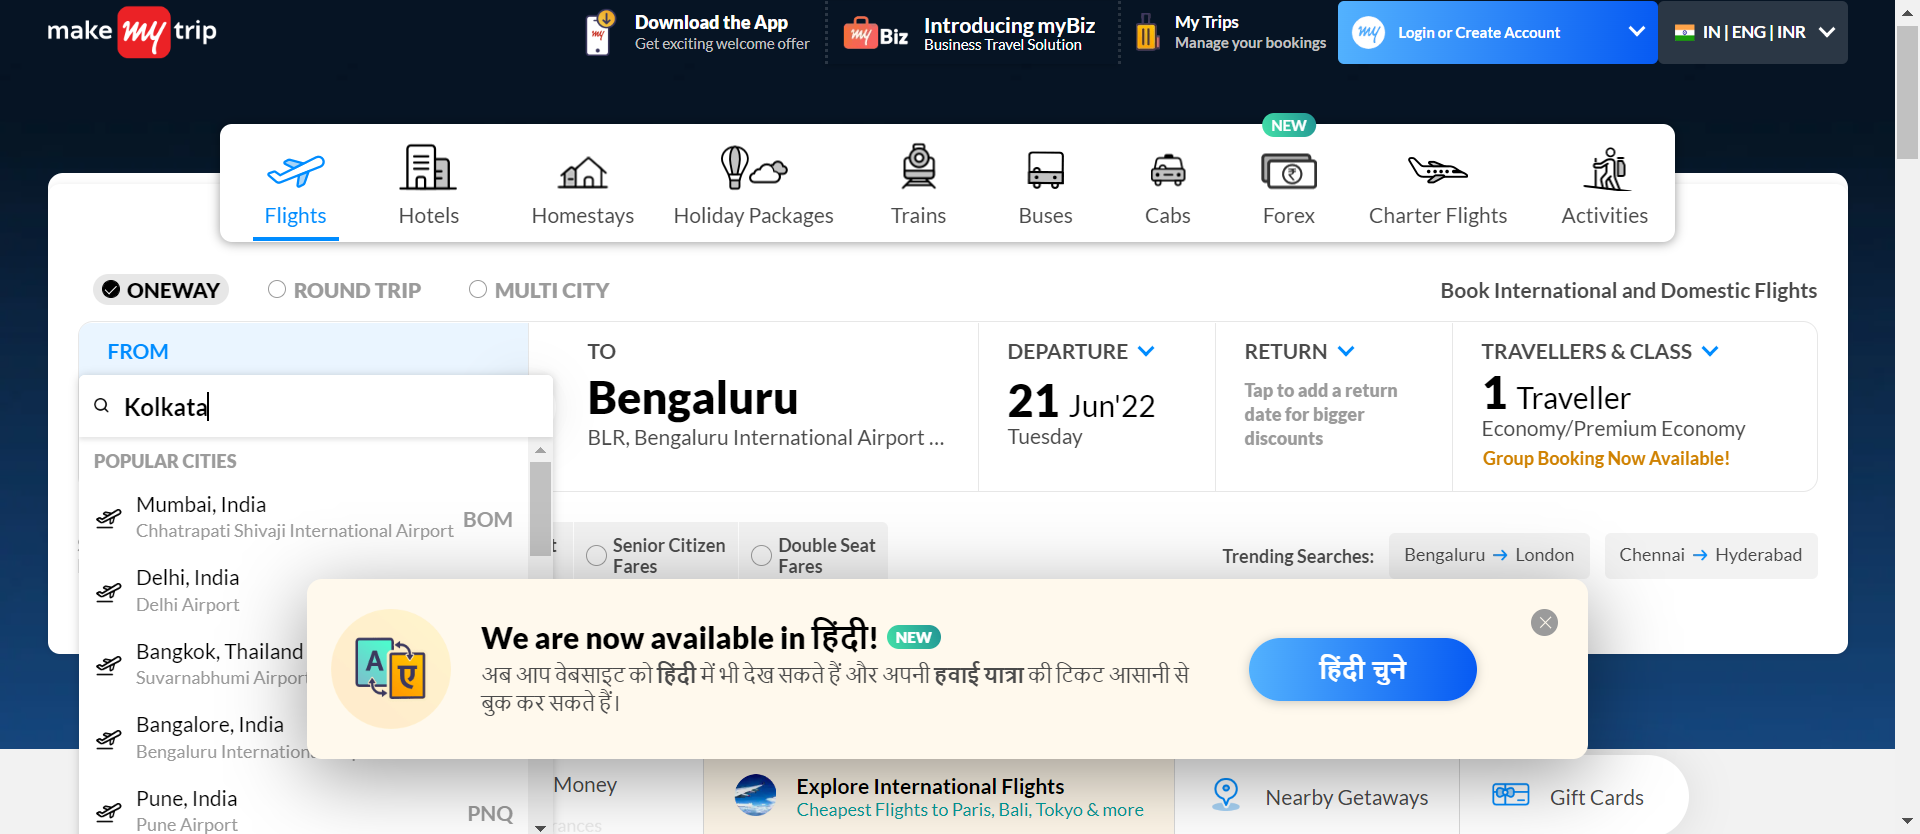 make my trip
Download the App
Get exciting welcome offer
my Biz
Introducing myBiz
Business Travel Solution
My Trips
Manage your bookings
my
Login or Create Account
IN | ENG | INR
NEW
Flights
Hotels
Homestays
Holiday Packages
Trains
Buses
Cabs
Forex
Charter Flights
Activities
ONEWAY
ROUND TRIP
MULTI CITY
Book International and Domestic Flights
FROM
Kolkata
TO
Bengaluru
BLR, Bengaluru International Airport ...
DEPARTURE
21 Jun'22
Tuesday
RETURN
Tap to add a return
date for bigger
discounts
TRAVELLERS & CLASS
1 Traveller
Economy/Premium Economy
Group Booking Now Available!
POPULAR CITIES
Mumbai, India
Chhatrapati Shivaji International Airport
BOM
Delhi, India
Delhi Airport
Bangkok, Thailand
Suvarnabhumi Airport
Bangalore, India
Bengaluru Internation
Pune, India
Pune Airport
PNQ
Senior Citizen
Fares
Double Seat
Fares
Trending Searches:
Bengaluru → London
Chennai → Hyderabad
A ए
We are now available in हिंदी! NEW
अब आप वेबसाइट को हिंदी में भी देख सकते हैं और अपनी हवाई यात्रा की टिकट आसानी से
बुक कर सकते हैं।
हिंदी चुने
Money
Explore International Flights
Cheapest Flights to Paris, Bali, Tokyo & more
Nearby Getaways
Gift Cards